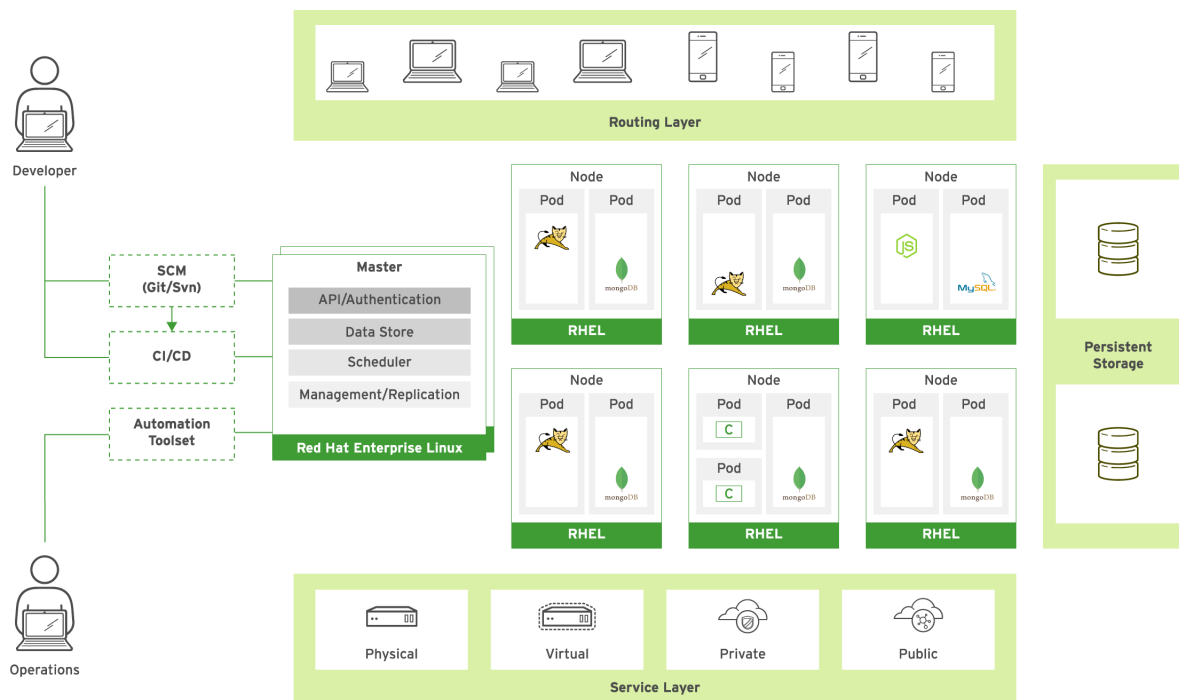 Routing Layer
Developer
SCM
(Git/Svn)
CI/CD
Automation
Toolset
Operations
Master
API/Authentication
Data Store
Scheduler
Management/Replication
Red Hat Enterprise Linux
Node
Pod
Pod
mongoDB
RHEL
Node
Pod
Pod
mongoDB
RHEL
Node
Pod
Pod
JS
MySQL
RHEL
Node
Pod
Pod
mongoDB
RHEL
Node
Pod
C
Pod
C
Pod
mongoDB
RHEL
Node
Pod
Pod
mongoDB
RHEL
Persistent
Storage
Physical
Virtual
Private
Public
Service Layer